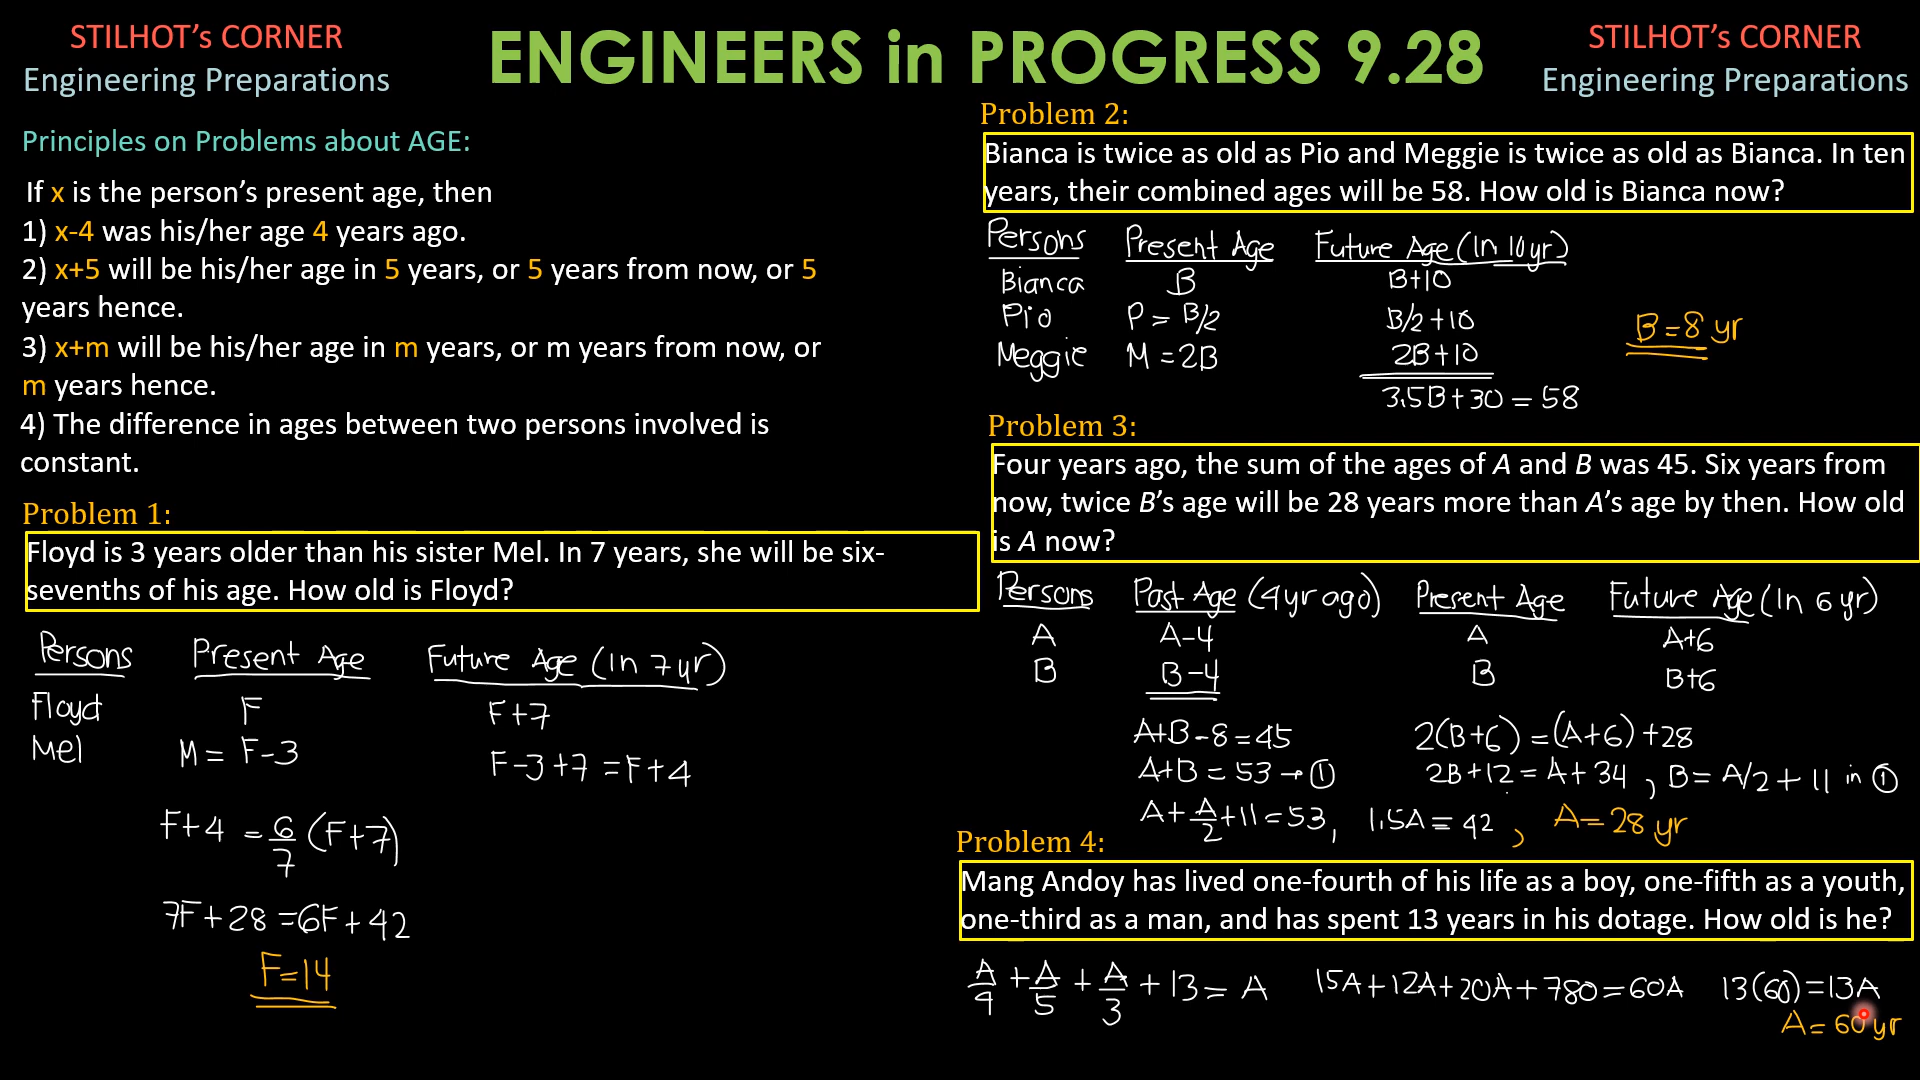 STILHOT's CORNER
Engineering Preparations
ENGINEERS in PROGRESS 9.28
STILHOT's CORNER
Engineering Preparations
Principles on Problems about AGE:
If x is the person's present age, then
1) x-4 was his/her age 4 years ago.
2) x+5 will be his/her age in 5 years, or 5 years from now, or 5
years hence.
3) x+m will be his/her age in m years, or m years from now, or
m years hence.
4) The difference in ages between two persons involved is
constant.
Problem 1:
Floyd is 3 years older than his sister Mel. In 7 years, she will be six-
sevenths of his age. How old is Floyd?
Persons Present Age Future Age (in 7 yr)
Floyd F F+7
Mel M = F-3 F-3+7 = F+4
F+4 = 6/7 (F+7)
7F+28 = 6F+42
F=14
Problem 2:
Bianca is twice as old as Pio and Meggie is twice as old as Bianca. In ten
years, their combined ages will be 58. How old is Bianca now?
Persons Present Age Future Age (in 10 yr)
Bianca B B+10
Pio P = B/2 B/2+10
Meggie M = 2B 2B+10
3.5B+30 = 58
B = 8 yr
Problem 3:
Four years ago, the sum of the ages of A and B was 45. Six years from
now, twice B's age will be 28 years more than A's age by then. How old
is A now?
Persons Past Age (4 yr ago) Present Age Future Age (in 6 yr)
A A-4 A A+6
B B-4 B B+6
A+B-8=45 2(B+6) = (A+6)+28
A+B = 53 → ① 2B+12 = A+34 , B = A/2 + 11 in ①
A + A/2 + 11 = 53, 1.5A = 42 , A = 28 yr
Problem 4:
Mang Andoy has lived one-fourth of his life as a boy, one-fifth as a youth,
one-third as a man, and has spent 13 years in his dotage. How old is he?
A/4 + A/5 + A/3 + 13 = A 15A+12A+20A+780=60A 13(60)=13A
A = 60 yr